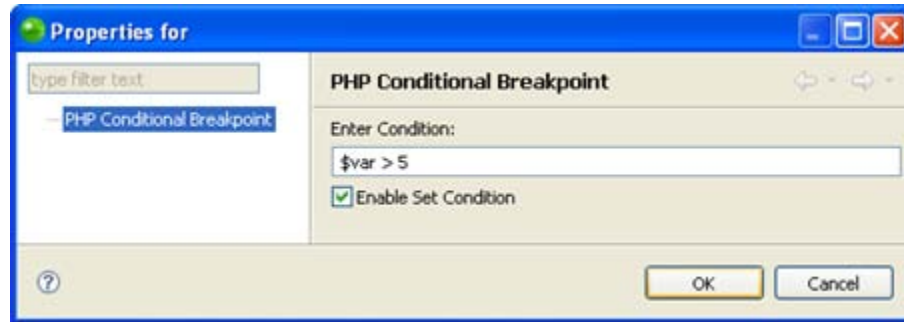 Properties for
type filter text
PHP Conditional Breakpoint
PHP Conditional Breakpoint
Enter Condition:
$var > 5
Enable Set Condition
OK
Cancel